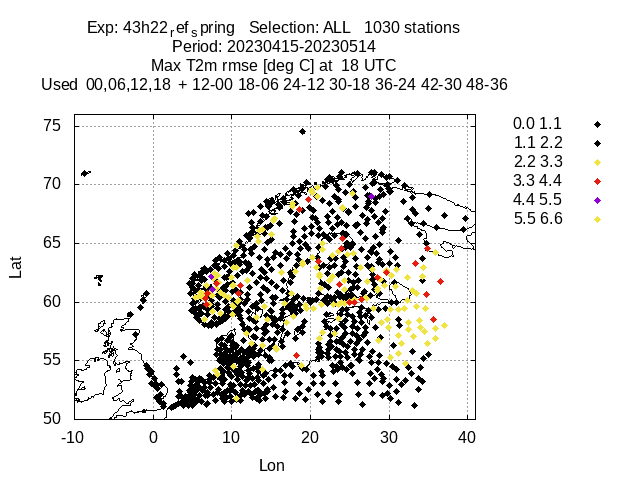 Exp: 43h22refspring   Selection: ALL   1030 stations
Period: 20230415-20230514
Max T2m rmse [deg C] at  18 UTC
Used  00,06,12,18  + 12-00 18-06 24-12 30-18 36-24 42-30 48-36
0.0 1.1
1.1 2.2
2.2 3.3
3.3 4.4
4.4 5.5
5.5 6.6
75
70
65
60
55
50
Lat
-10 0 10 20 30 40
Lon